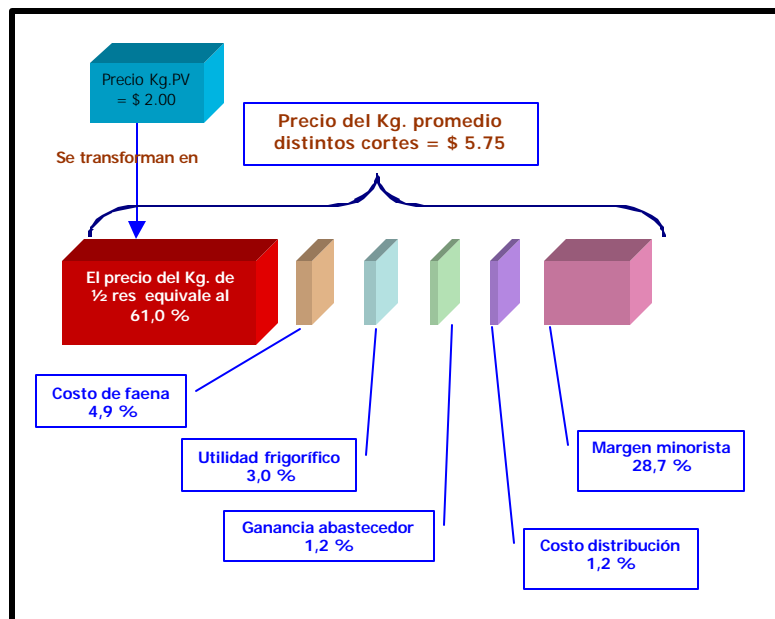 Precio Kg.PV
= $ 2.00
Precio del Kg. promedio
distintos cortes = $ 5.75
Se transforman en
El precio del Kg. de
½ res equivale al
61,0 %
Costo de faena
4,9 %
Utilidad frigorífico
3,0 %
Ganancia abastecedor
1,2 %
Costo distribución
1,2 %
Margen minorista
28,7 %